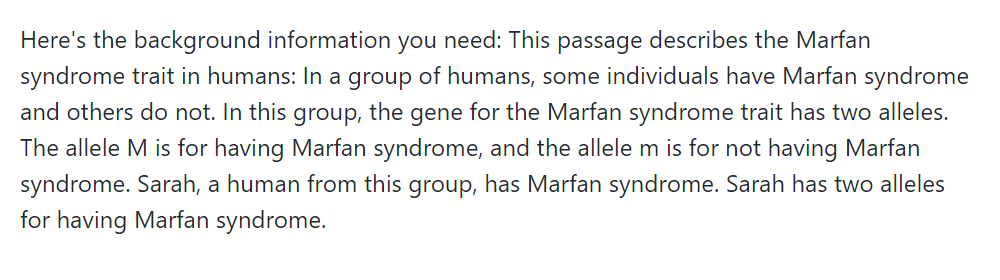 Here's the background information you need: This passage describes the Marfan
syndrome trait in humans: In a group of humans, some individuals have Marfan syndrome
and others do not. In this group, the gene for the Marfan syndrome trait has two alleles.
The allele M is for having Marfan syndrome, and the allele m is for not having Marfan
syndrome. Sarah, a human from this group, has Marfan syndrome. Sarah has two alleles
for having Marfan syndrome.